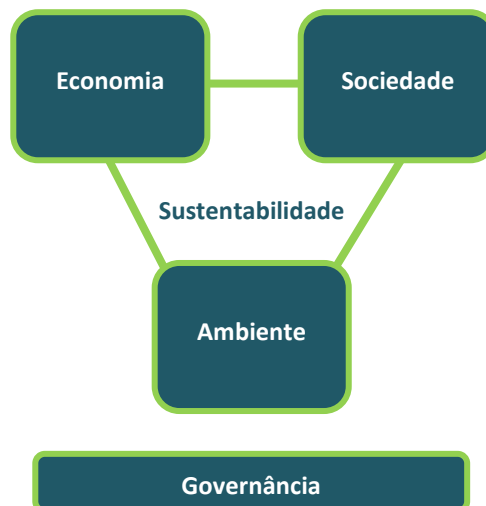 Economia
Sociedade
Sustentabilidade
Ambiente
Governância